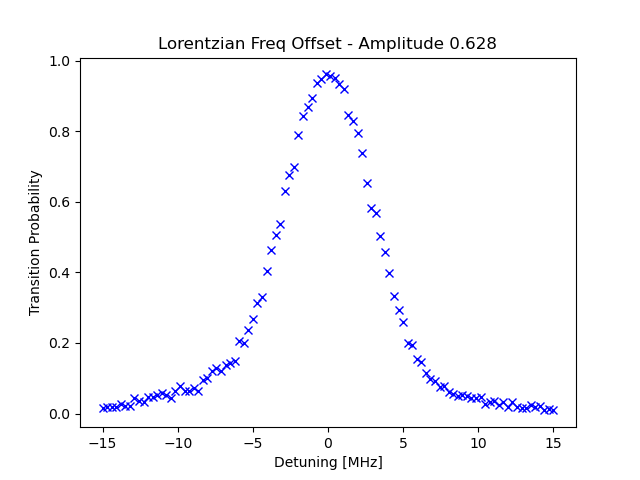 Lorentzian Freq Offset - Amplitude 0.628
1.0
0.8
0.6
0.4
0.2
0.0
Transition Probability
−15 −10 −5 0 5 10 15
Detuning [MHz]